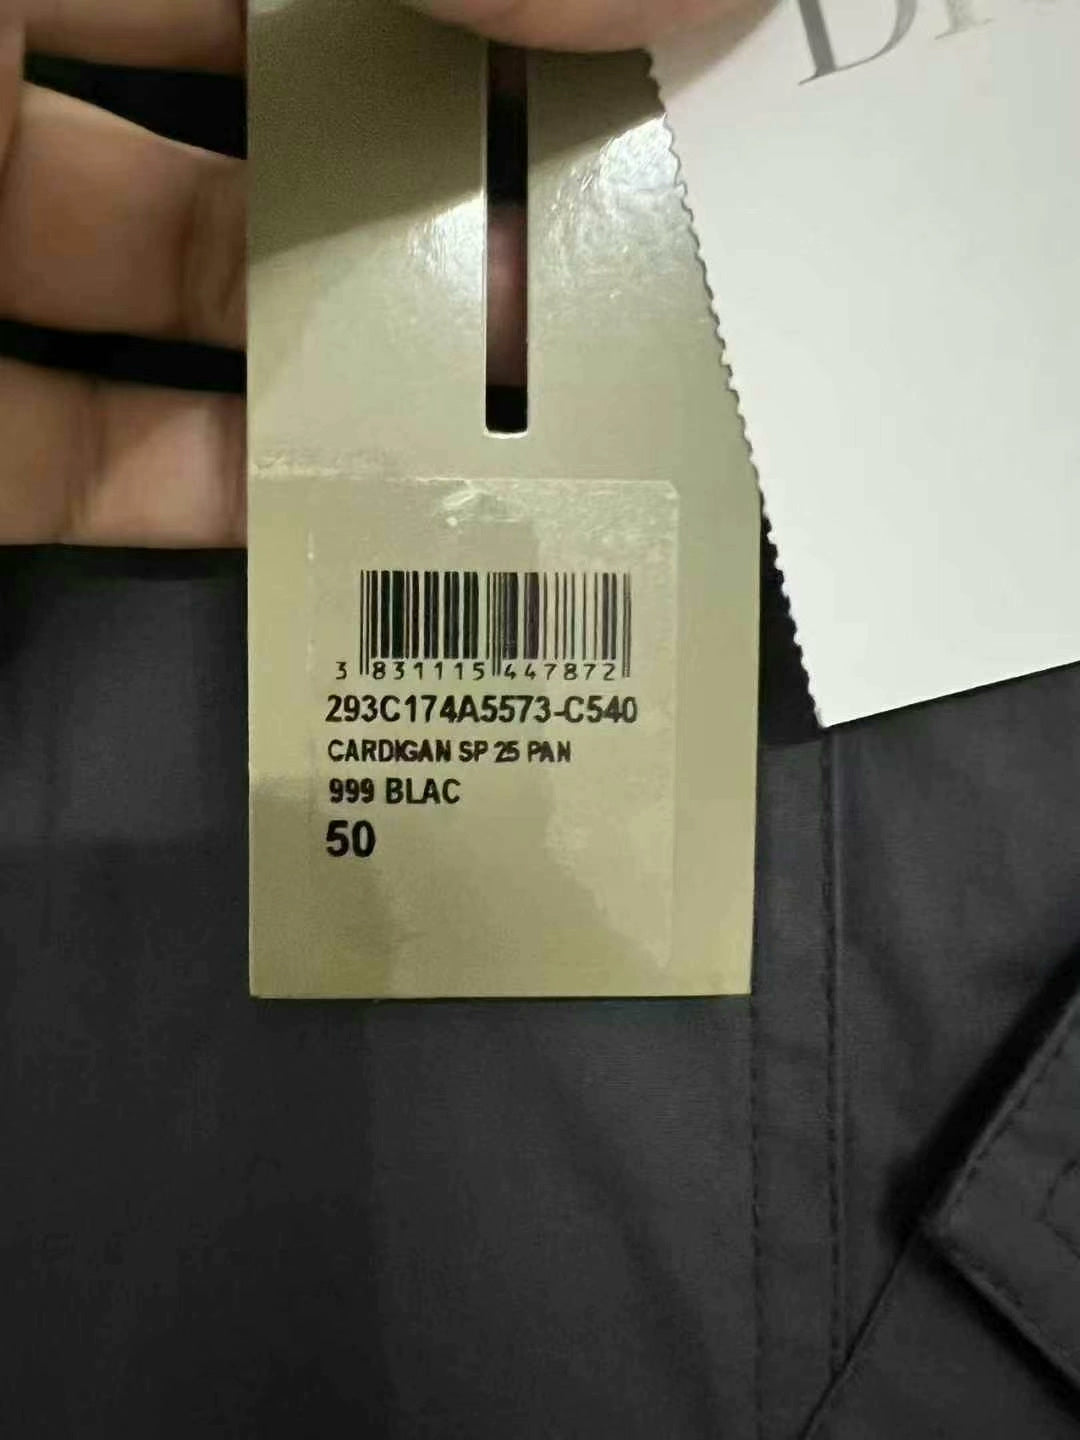 3 831115 447872
293C174A5573-C540
CARDIGAN SP 25 PAN
999 BLAC
50